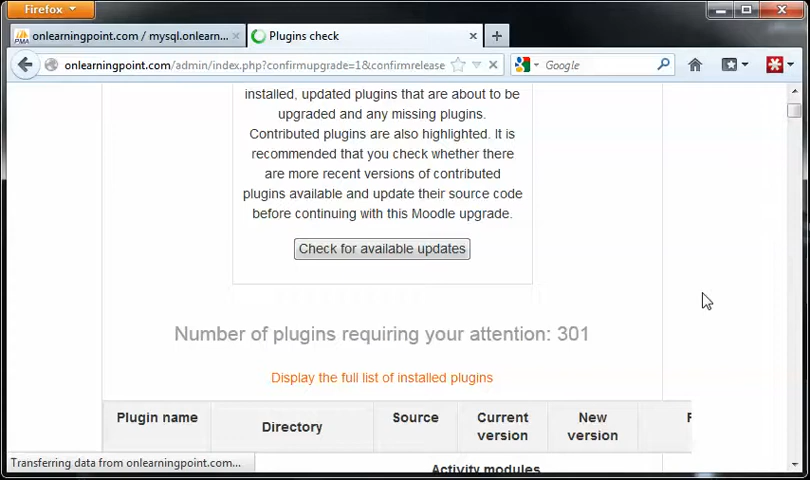 Firefox
onlearningpoint.com / mysql.onlearn...
Plugins check
onlearningpoint.com/admin/index.php?confirmupgrade=1&confirmrelease
Google
installed, updated plugins that are about to be
upgraded and any missing plugins.
Contributed plugins are also highlighted. It is
recommended that you check whether there
are more recent versions of contributed
plugins available and update their source code
before continuing with this Moodle upgrade.
Check for available updates
Number of plugins requiring your attention: 301
Display the full list of installed plugins
Plugin name Directory Source Current version New version
Activity modules
Transferring data from onlearningpoint.com...